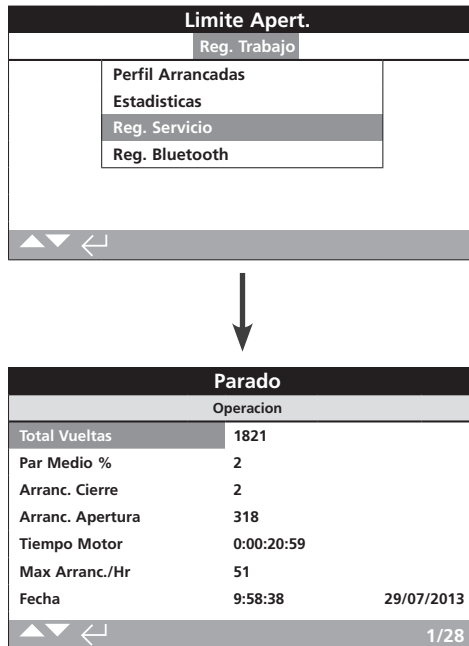 Limite Apert.
Reg. Trabajo
Perfil Arrancadas
Estadisticas
Reg. Servicio
Reg. Bluetooth
Parado
Operacion
Total Vueltas 1821
Par Medio % 2
Arranc. Cierre 2
Arranc. Apertura 318
Tiempo Motor 0:00:20:59
Max Arranc./Hr 51
Fecha 9:58:38 29/07/2013
1/28